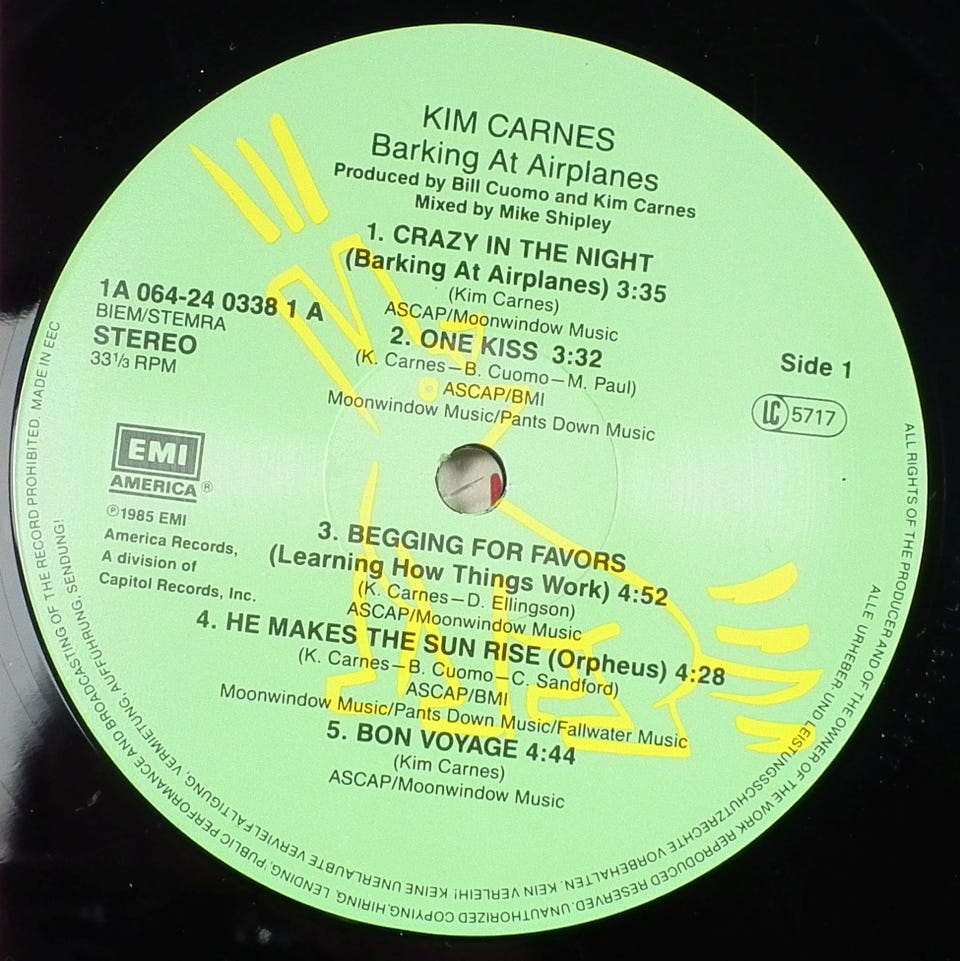 KIM CARNES
Barking At Airplanes
Produced by Bill Cuomo and Kim Carnes
Mixed by Mike Shipley
1. CRAZY IN THE NIGHT
(Barking At Airplanes) 3:35
(Kim Carnes)
ASCAP/Moonwindow Music
2. ONE KISS 3:32
(K. Carnes—B. Cuomo—M. Paul)
ASCAP/BMI
Moonwindow Music/Pants Down Music
1A 064-24 0338 1 A
BIEM/STEMRA
STEREO
33 1/3 RPM
Side 1
LC 5717
EMI
AMERICA®
℗1985 EMI
America Records,
A division of
Capitol Records, Inc.
3. BEGGING FOR FAVORS
(Learning How Things Work) 4:52
(K. Carnes—D. Ellingson)
ASCAP/Moonwindow Music
4. HE MAKES THE SUN RISE (Orpheus) 4:28
(K. Carnes—B. Cuomo—C. Sandford)
ASCAP/BMI
Moonwindow Music/Pants Down Music/Fallwater Music
5. BON VOYAGE 4:44
(Kim Carnes)
ASCAP/Moonwindow Music
ALL RIGHTS OF THE PRODUCER AND OF THE OWNER OF THE WORK REPRODUCED RESERVED. UNAUTHORIZED COPYING, HIRING, LENDING, PUBLIC PERFORMANCE AND BROADCASTING OF THE RECORD PROHIBITED. MADE IN EEC
ALLE URHEBER- UND LEISTUNGSSCHUTZRECHTE VORBEHALTEN. KEIN VERLEIH! KEINE UNERLAUBTE VERVIELFÄLTIGUNG, VERMIETUNG, AUFFÜHRUNG, SENDUNG!